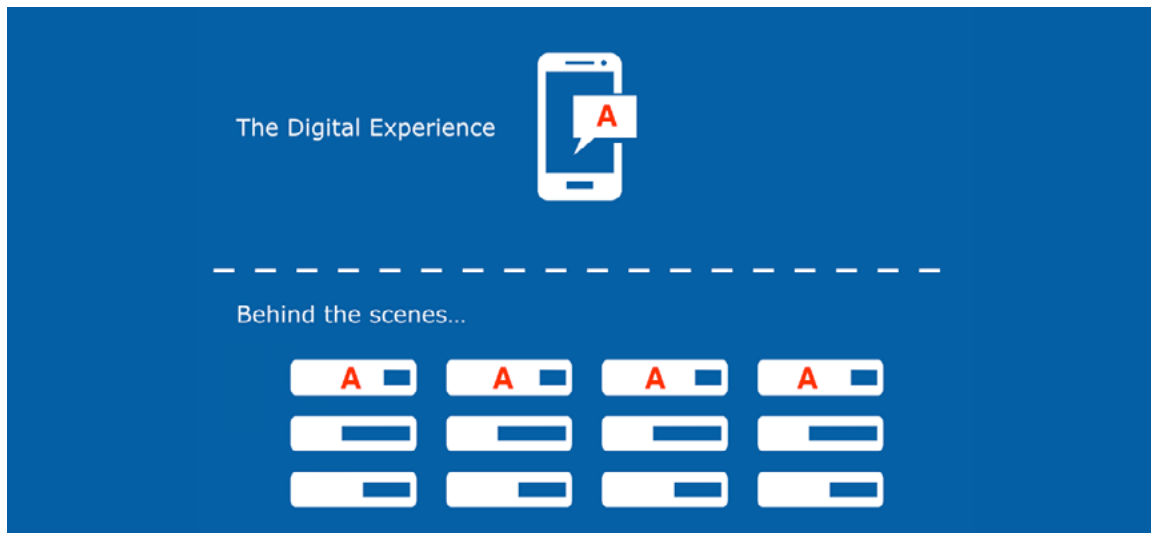 The Digital Experience
A
Behind the scenes...
A A A A